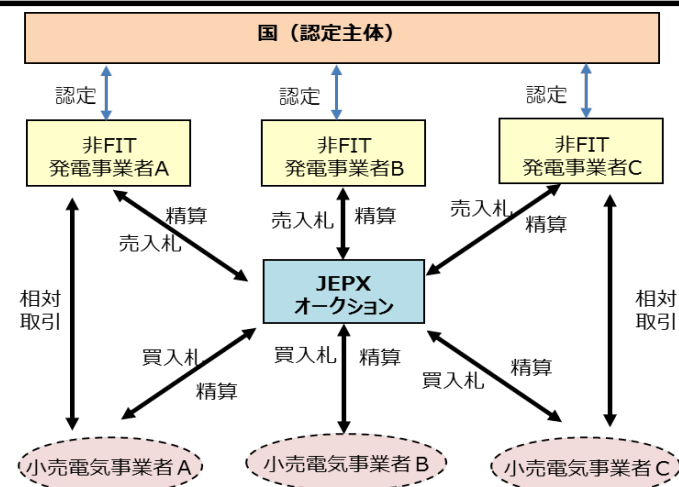 国（認定主体）
認定
認定
認定
非FIT
発電事業者A
非FIT
発電事業者B
非FIT
発電事業者C
精算
売入札
売入札
精算
売入札
精算
相対
取引
JEPX
オークション
相対
取引
買入札
精算
買入札
精算
精算
買入札
小売電気事業者A
小売電気事業者B
小売電気事業者C